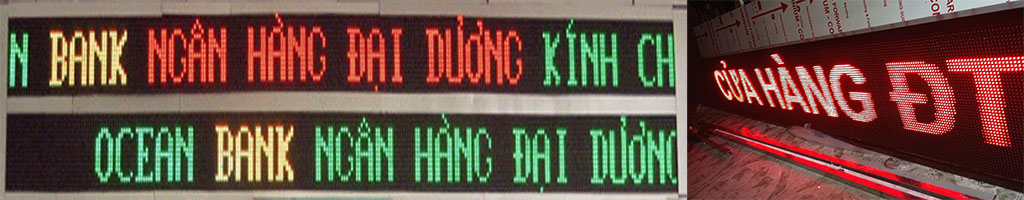 N BANK NGÂN HÀNG ĐẠI DƯƠNG KÍNH CH
OCEAN BANK NGÂN HÀNG ĐẠI DƯƠNG
CỬA HÀNG ĐT